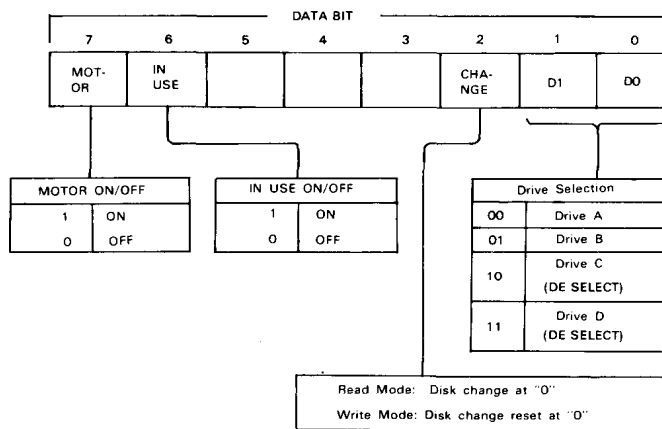 DATA BIT
7 6 5 4 3 2 1 0
MOT-
OR
IN
USE
CHA-
NGE
D1
D0
MOTOR ON/OFF
1 ON
0 OFF
IN USE ON/OFF
1 ON
0 OFF
Drive Selection
00 Drive A
01 Drive B
10 Drive C
(DE SELECT)
11 Drive D
(DE SELECT)
Read Mode: Disk change at "0"
Write Mode: Disk change reset at "0"